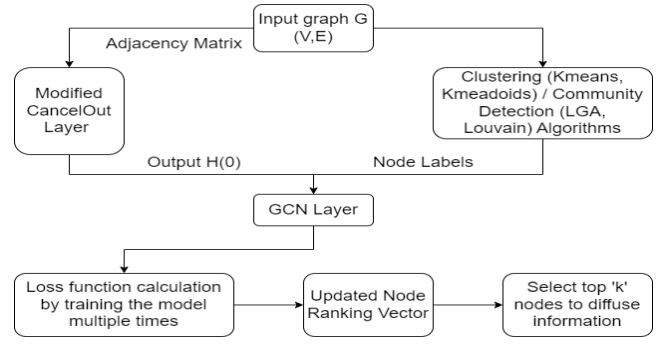 Input graph G
(V,E)
Adjacency Matrix
Modified
CancelOut
Layer
Clustering (Kmeans,
Kmeadoids) / Community
Detection (LGA,
Louvain) Algorithms
Output H(0)
Node Labels
GCN Layer
Loss function calculation
by training the model
multiple times
Updated Node
Ranking Vector
Select top 'k'
nodes to diffuse
information